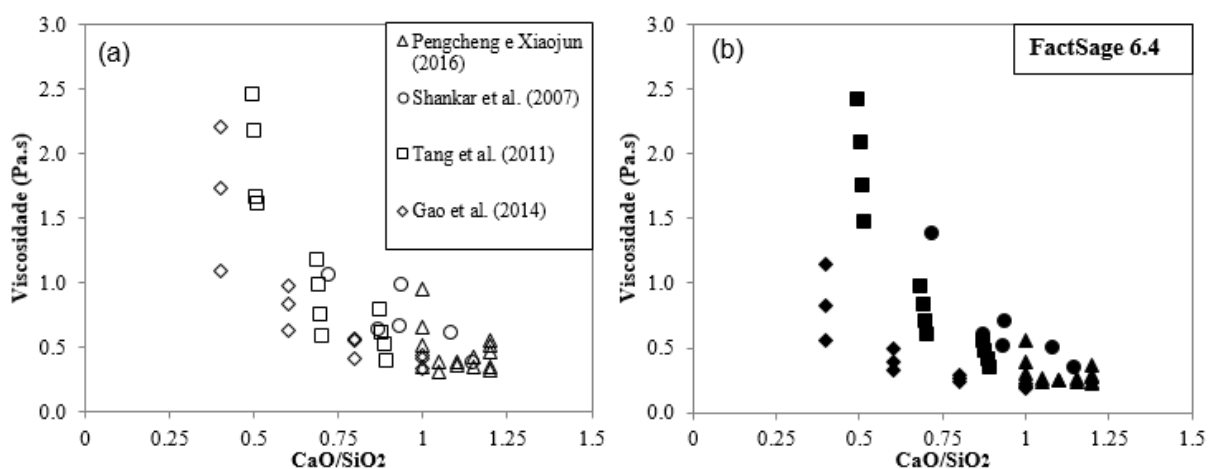 (a)
Viscosidade (Pa.s)
3.0
2.5
2.0
1.5
1.0
0.5
0.0
0
0.25
0.5
0.75
1
1.25
1.5
CaO/SiO2
Pengcheng e Xiaojun
(2016)
Shankar et al. (2007)
Tang et al. (2011)
Gao et al. (2014)
(b)
FactSage 6.4
Viscosidade (Pa.s)
3.0
2.5
2.0
1.5
1.0
0.5
0.0
0
0.25
0.5
0.75
1
1.25
1.5
CaO/SiO2